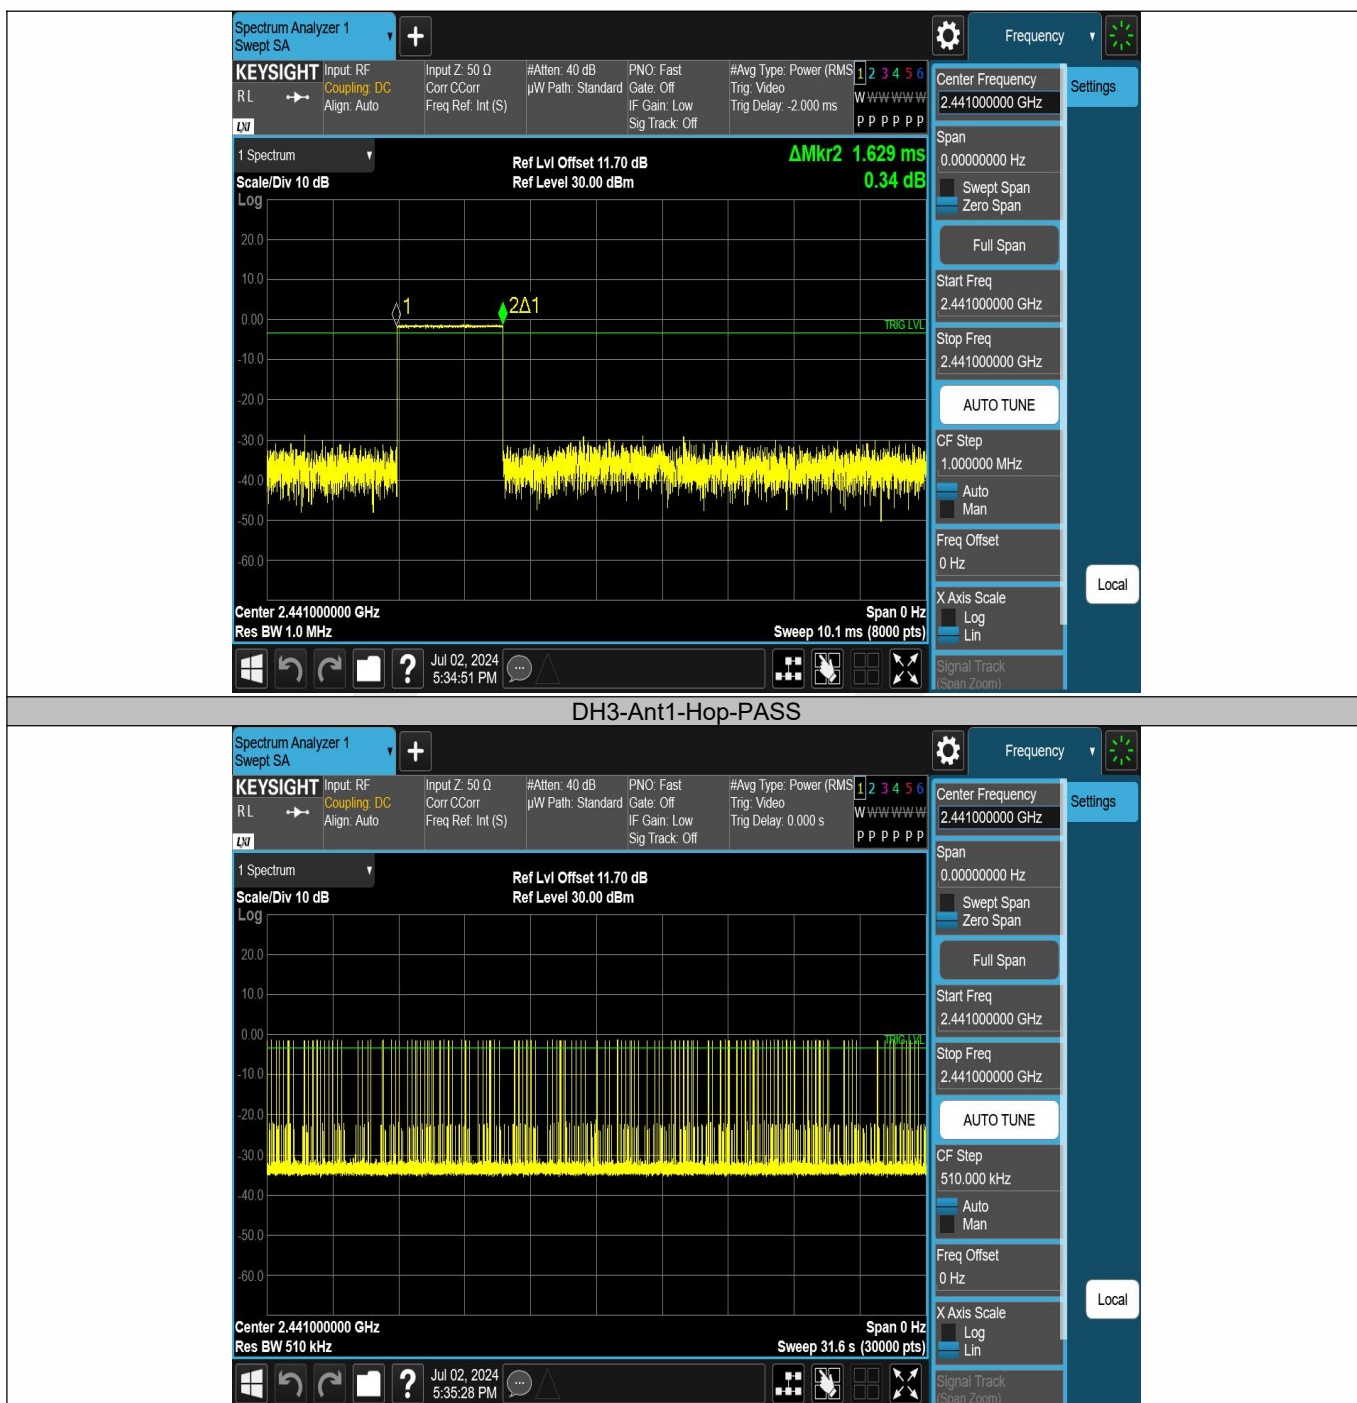 Spectrum Analyzer 1
Swept SA
Frequency
KEYSIGHT
R L
LXI
Input: RF
Coupling: DC
Align: Auto
Input Z: 50 Ω
Corr CCorr
Freq Ref: Int (S)
#Atten: 40 dB
µW Path: Standard
PNO: Fast
Gate: Off
IF Gain: Low
Sig Track: Off
#Avg Type: Power (RMS
Trig: Video
Trig Delay: -2.000 ms
1 2 3 4 5 6
W W W W W W
P P P P P P
1 Spectrum
Scale/Div 10 dB
Log
Ref Lvl Offset 11.70 dB
Ref Level 30.00 dBm
ΔMkr2 1.629 ms
0.34 dB
20.0
10.0
0.00
-10.0
-20.0
-30.0
-40.0
-50.0
-60.0
1
2Δ1
TRIG LVL
Center 2.441000000 GHz
Res BW 1.0 MHz
Span 0 Hz
Sweep 10.1 ms (8000 pts)
Jul 02, 2024
5:34:51 PM
Center Frequency
2.441000000 GHz
Settings
Span
0.00000000 Hz
Swept Span
Zero Span
Full Span
Start Freq
2.441000000 GHz
Stop Freq
2.441000000 GHz
AUTO TUNE
CF Step
1.000000 MHz
Auto
Man
Freq Offset
0 Hz
X Axis Scale
Log
Lin
Local
Signal Track
(Span Zoom)
DH3-Ant1-Hop-PASS
Spectrum Analyzer 1
Swept SA
Frequency
KEYSIGHT
R L
LXI
Input: RF
Coupling: DC
Align: Auto
Input Z: 50 Ω
Corr CCorr
Freq Ref: Int (S)
#Atten: 40 dB
µW Path: Standard
PNO: Fast
Gate: Off
IF Gain: Low
Sig Track: Off
#Avg Type: Power (RMS
Trig: Video
Trig Delay: 0.000 s
1 2 3 4 5 6
W W W W W W
P P P P P P
1 Spectrum
Scale/Div 10 dB
Log
Ref Lvl Offset 11.70 dB
Ref Level 30.00 dBm
20.0
10.0
0.00
-10.0
-20.0
-30.0
-40.0
-50.0
-60.0
TRIG LVL
Center 2.441000000 GHz
Res BW 510 kHz
Span 0 Hz
Sweep 31.6 s (30000 pts)
Jul 02, 2024
5:35:28 PM
Center Frequency
2.441000000 GHz
Settings
Span
0.00000000 Hz
Swept Span
Zero Span
Full Span
Start Freq
2.441000000 GHz
Stop Freq
2.441000000 GHz
AUTO TUNE
CF Step
510.000 kHz
Auto
Man
Freq Offset
0 Hz
X Axis Scale
Log
Lin
Local
Signal Track
(Span Zoom)